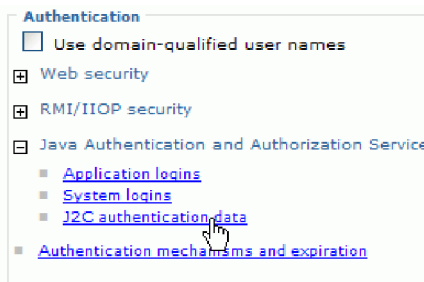 Authentication
Use domain-qualified user names
Web security
RMI/IIOP security
Java Authentication and Authorization Service
Application logins
System logins
J2C authentication data
Authentication mechanisms and expiration